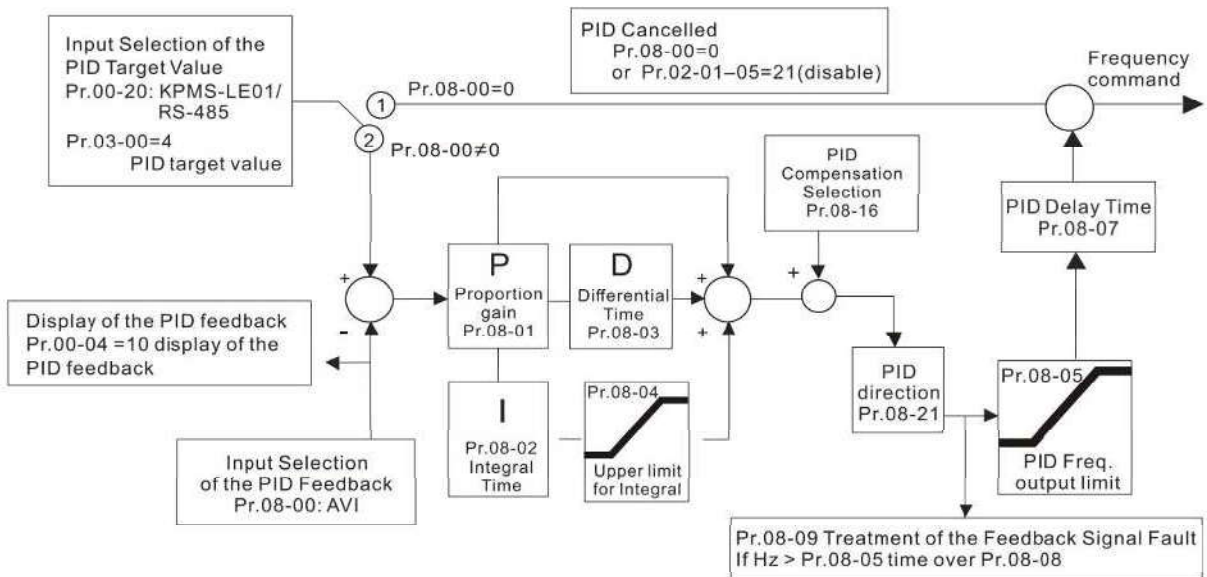 Input Selection of the
PID Target Value
Pr.00-20: KPMS-LE01/
RS-485
Pr.03-00=4
PID target value
PID Cancelled
Pr.08-00=0
or Pr.02-01–05=21(disable)
Frequency
command
1
Pr.08-00=0
2
Pr.08-00≠0
PID
Compensation
Selection
Pr.08-16
PID Delay Time
Pr.08-07
+
-
P
Proportion
gain
Pr.08-01
D
Differential
Time
Pr.08-03
+
+
+
Display of the PID feedback
Pr.00-04 =10 display of the
PID feedback
I
Pr.08-02
Integral
Time
Pr.08-04
Upper limit
for Integral
PID
direction
Pr.08-21
Pr.08-05
PID Freq.
output limit
Input Selection
of the PID Feedback
Pr.08-00: AVI
Pr.08-09 Treatment of the Feedback Signal Fault
If Hz > Pr.08-05 time over Pr.08-08